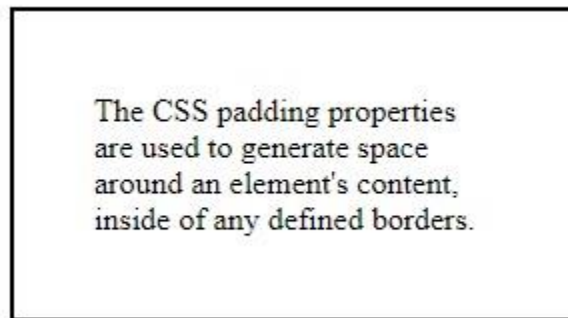 The CSS padding properties
are used to generate space
around an element's content,
inside of any defined borders.